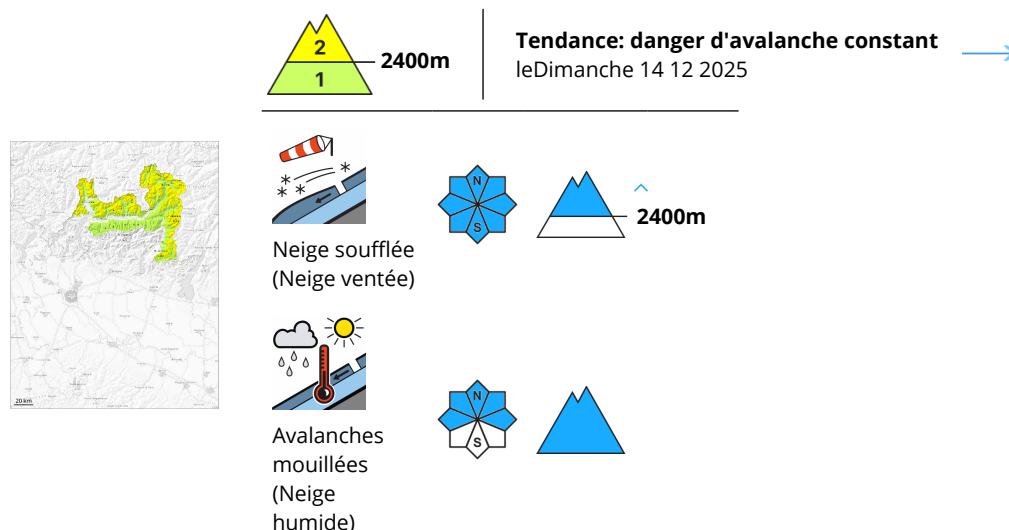 2
2400m
1
Tendance: danger d'avalanche constant
leDimanche 14 12 2025
N
S
2400m
Neige soufflée
(Neige ventée)
20 km
N
S
Avalanches
mouillées
(Neige
humide)